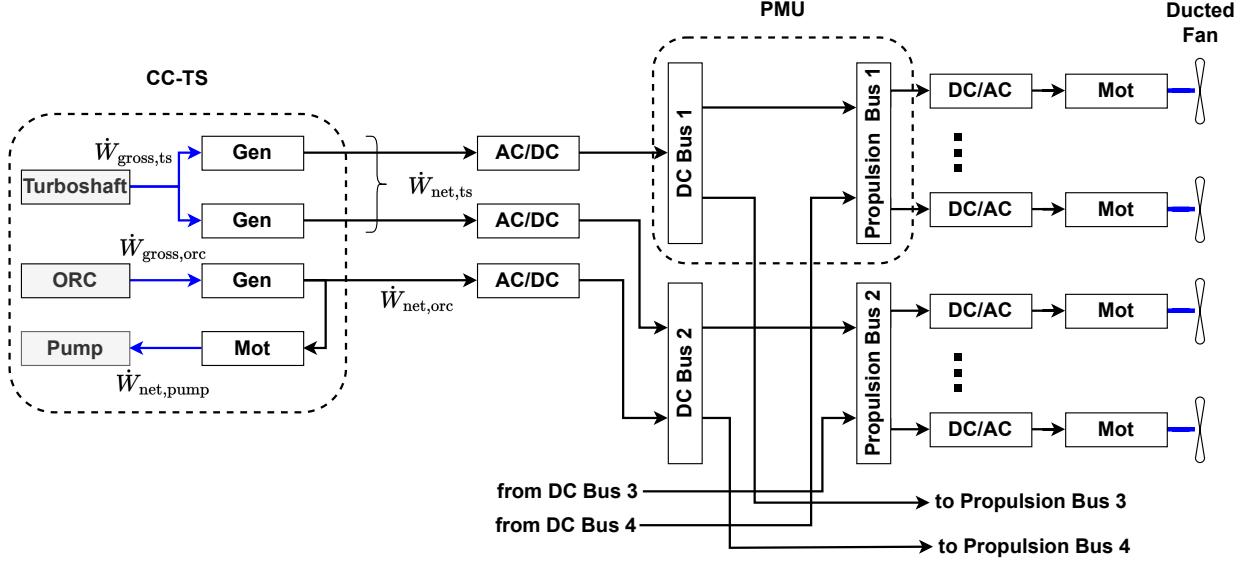 PMU
Ducted
Fan
CC-TS
Ẇgross,ts
Turboshaft
Gen
Gen
Ẇnet,ts
AC/DC
AC/DC
Ẇgross,orc
ORC
Gen
AC/DC
Ẇnet,orc
Pump
Mot
Ẇnet,pump
DC Bus 1
Propulsion Bus 1
DC/AC
Mot
DC/AC
Mot
DC Bus 2
Propulsion Bus 2
DC/AC
Mot
DC/AC
Mot
from DC Bus 3
to Propulsion Bus 3
from DC Bus 4
to Propulsion Bus 4